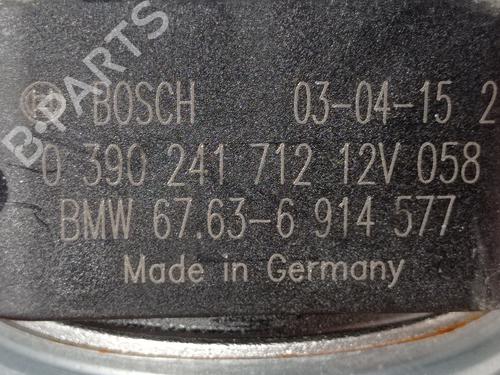 BOSCH 03-04-15 2
0 390 241 712 12V 058
BMW 67.63-6 914 577
Made in Germany
B-PARTS